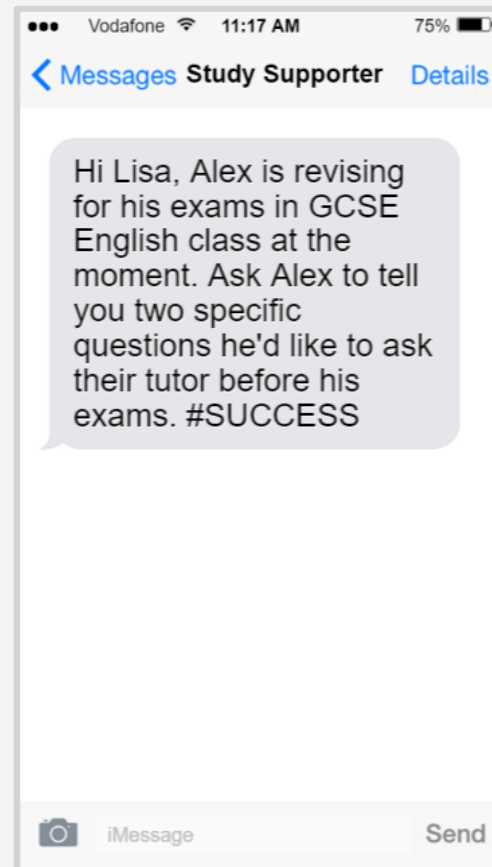 Vodafone 11:17 AM 75%
Messages Study Supporter Details
Hi Lisa, Alex is revising
for his exams in GCSE
English class at the
moment. Ask Alex to tell
you two specific
questions he'd like to ask
their tutor before his
exams. #SUCCESS
iMessage Send